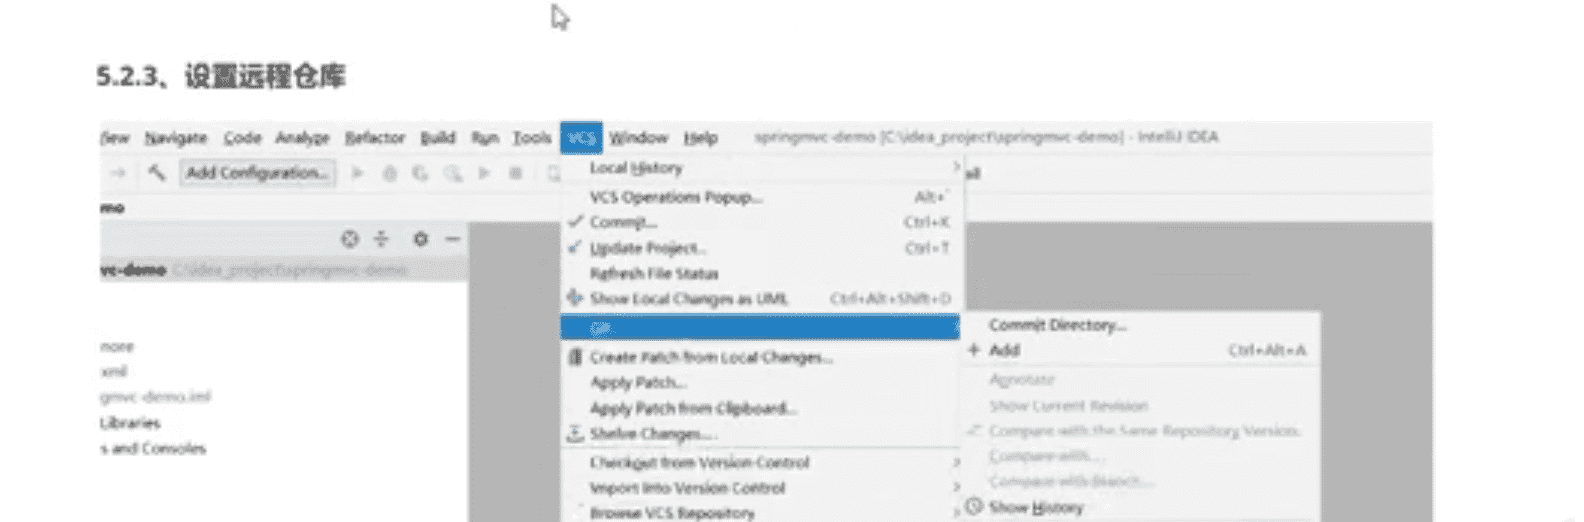 5.2.3、设置远程仓库
View Navigate Code Analyze Refactor Build Run Tools VCS Window Help springmvc-demo [C:\idea_project\springmvc-demo] - IntelliJ IDEA
Add Configuration...
mo
vc-demo C:\idea_project\springmvc-demo
nore
xml
gmvc-demo.iml
Libraries
s and Consoles
Local History
VCS Operations Popup... Alt+`
Commit... Ctrl+K
Update Project... Ctrl+T
Refresh File Status
Show Local Changes as UML Ctrl+Alt+Shift+D
Git
Create Patch from Local Changes...
Apply Patch...
Apply Patch from Clipboard...
Shelve Changes...
Checkout from Version Control
Import into Version Control
Browse VCS Repository
Commit Directory...
Add Ctrl+Alt+A
Annotate
Show Current Revision
Compare with the Same Repository Version
Compare with...
Compare with Branch...
Show History